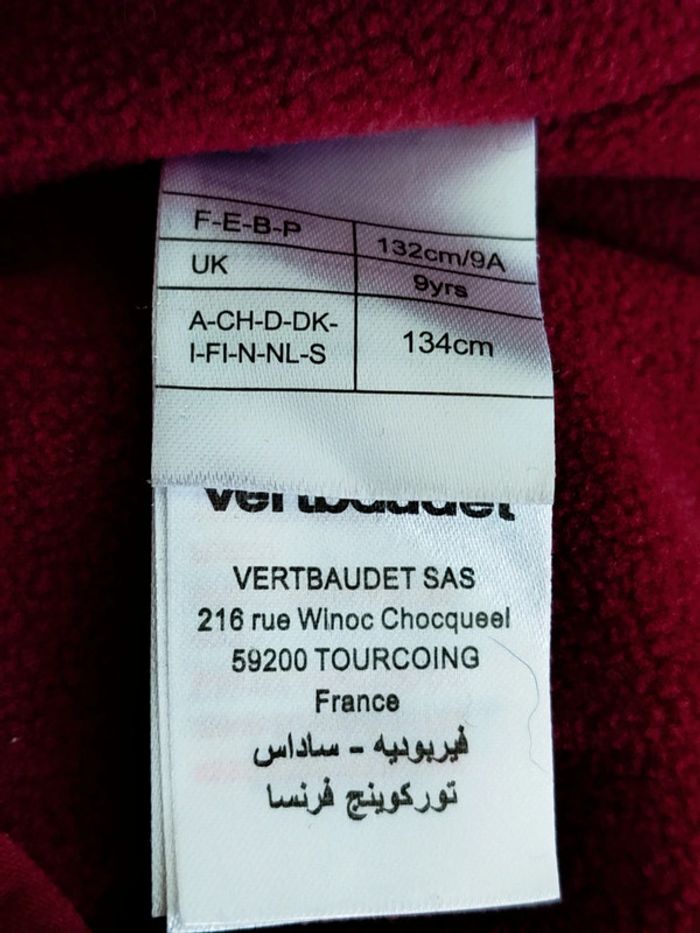 F-E-B-P 132cm/9A
UK 9yrs
A-CH-D-DK- 134cm
I-FI-N-NL-S
vertbaudet
VERTBAUDET SAS
216 rue Winoc Chocqueel
59200 TOURCOING
France
فيربوديه - ساداس
توركوينج فرنسا